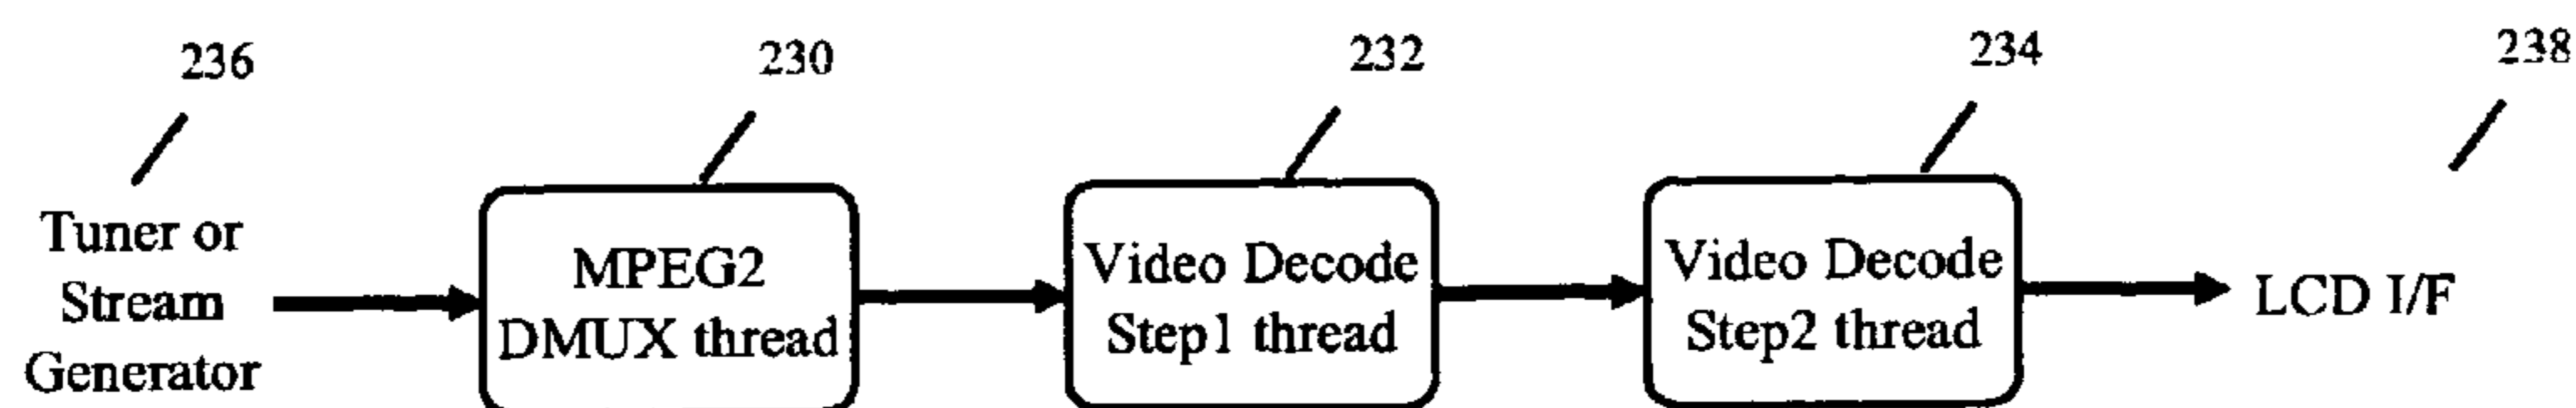 236
230
232
234
238
Tuner or
Stream
Generator
MPEG2
DMUX thread
Video Decode
Step1 thread
Video Decode
Step2 thread
LCD I/F